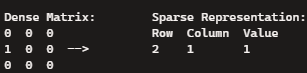 Dense Matrix:        Sparse Representation:
0  0  0              Row  Column  Value
1  0  0  -->         2    1       1
0  0  0